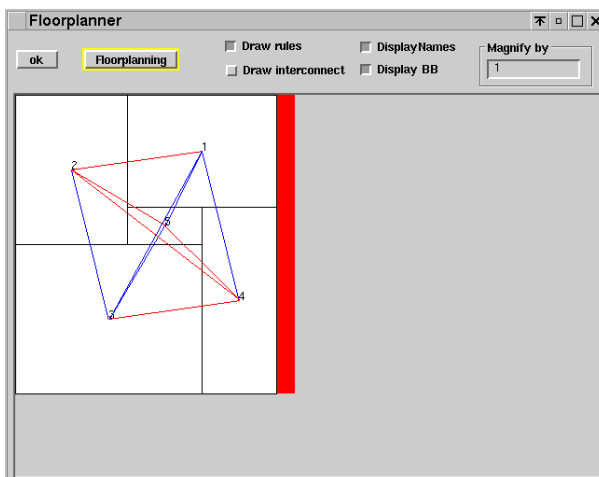 Floorplanner
ok
Floorplanning
Draw rules
Draw interconnect
DisplayNames
Display BB
Magnify by
1
1
2
5
4
3